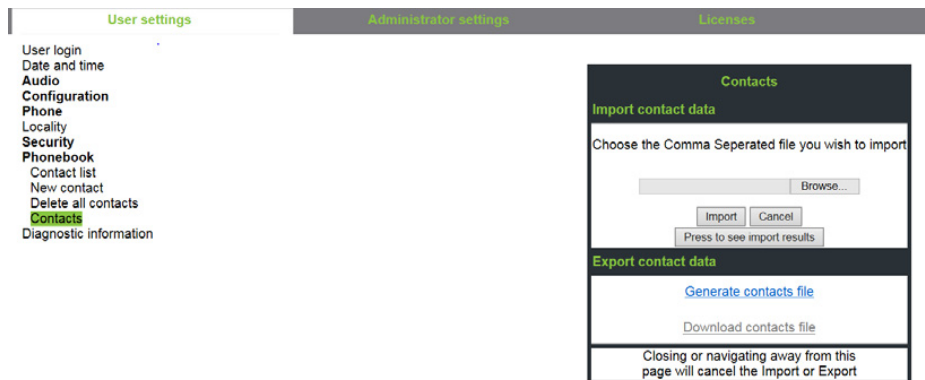 User settings
Administrator settings
Licenses
User login
Date and time
Audio
Configuration
Phone
Locality
Security
Phonebook
Contact list
New contact
Delete all contacts
Contacts
Diagnostic information
Contacts
Import contact data
Choose the Comma Seperated file you wish to import
Browse...
Import Cancel
Press to see import results
Export contact data
Generate contacts file
Download contacts file
Closing or navigating away from this
page will cancel the Import or Export